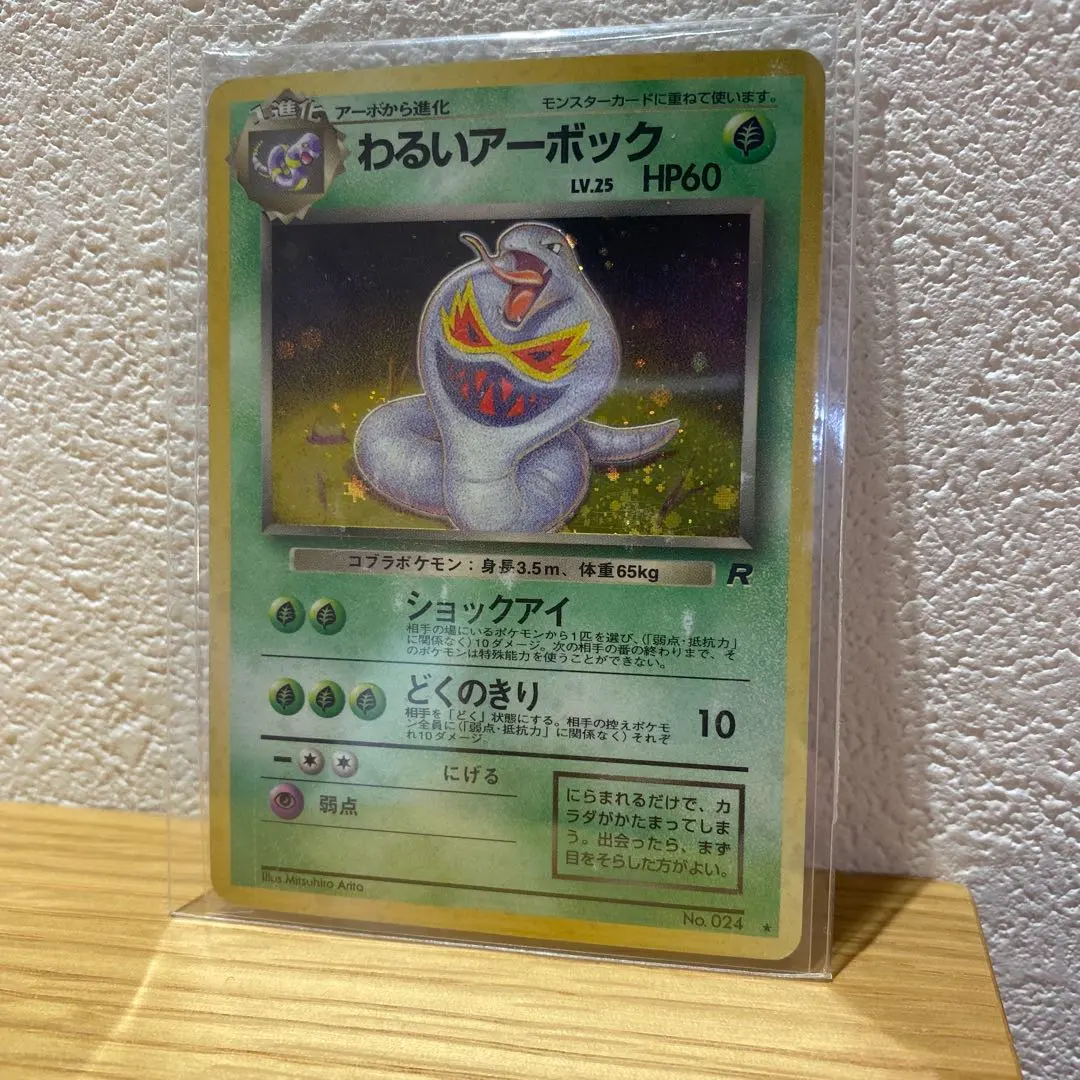 1進化 アーボから進化 モンスターカードに重ねて使います。
わるいアーボック
LV.25 HP60
コブラポケモン：身長3.5m、体重65kg R
ショックアイ
相手の場にいるポケモンから1匹を選び、(「弱点・抵抗力」
に関係なく)10ダメージ。次の相手の番の終わりまで、そ
のポケモンは特殊能力を使うことができない。
どくのきり 10
相手を「どく」状態にする。相手の控えポケモ
ン全員に(「弱点・抵抗力」に関係なく)それぞ
れ10ダメージ。
にげる
弱点
にらまれるだけで、カ
ラダがかたまってしま
う。出会ったら、まず
目をそらした方がよい。
Illus. Mitsuhiro Arita
No. 024 ★